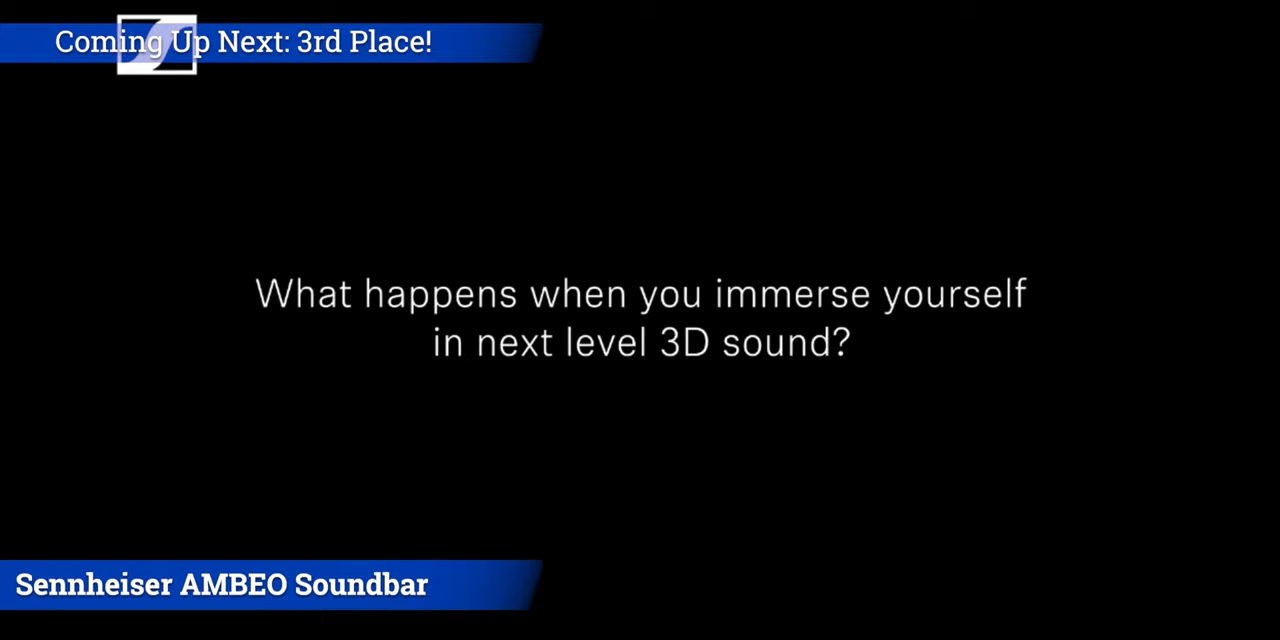 Coming Up Next: 3rd Place!
What happens when you immerse yourself
in next level 3D sound?
Sennheiser AMBEO Soundbar